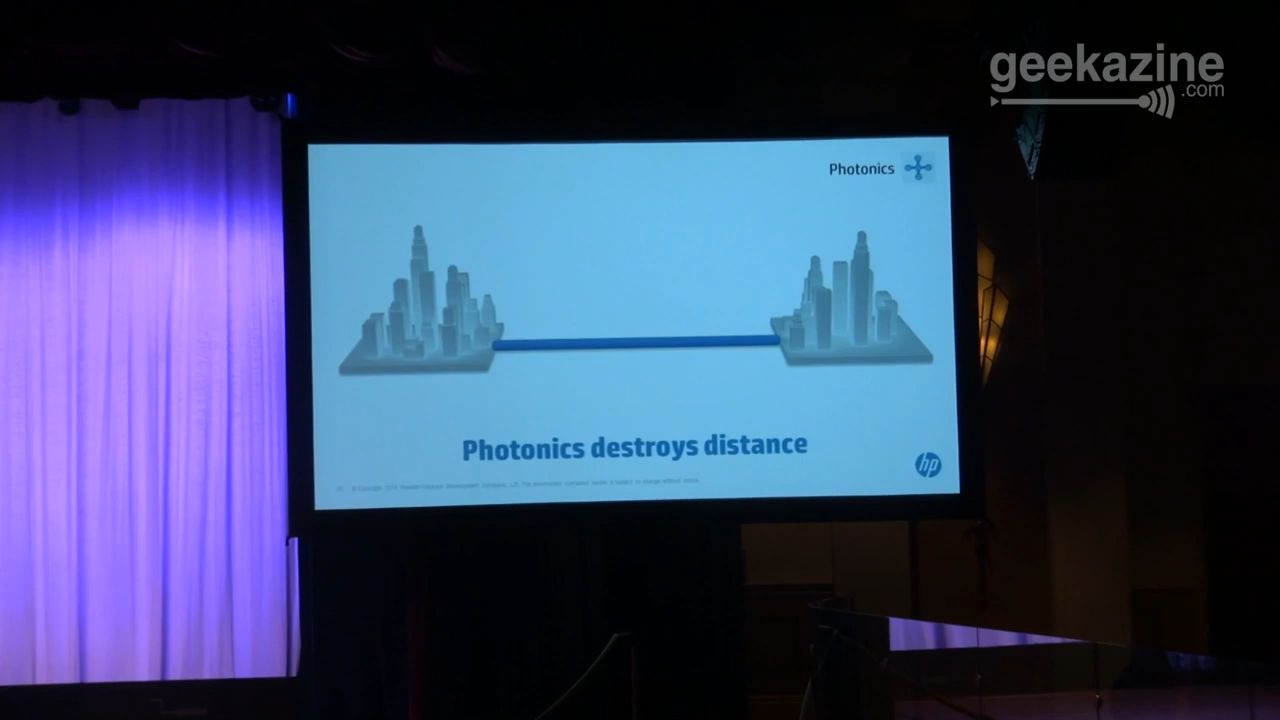 geekazine
.com
Photonics
Photonics destroys distance
hp